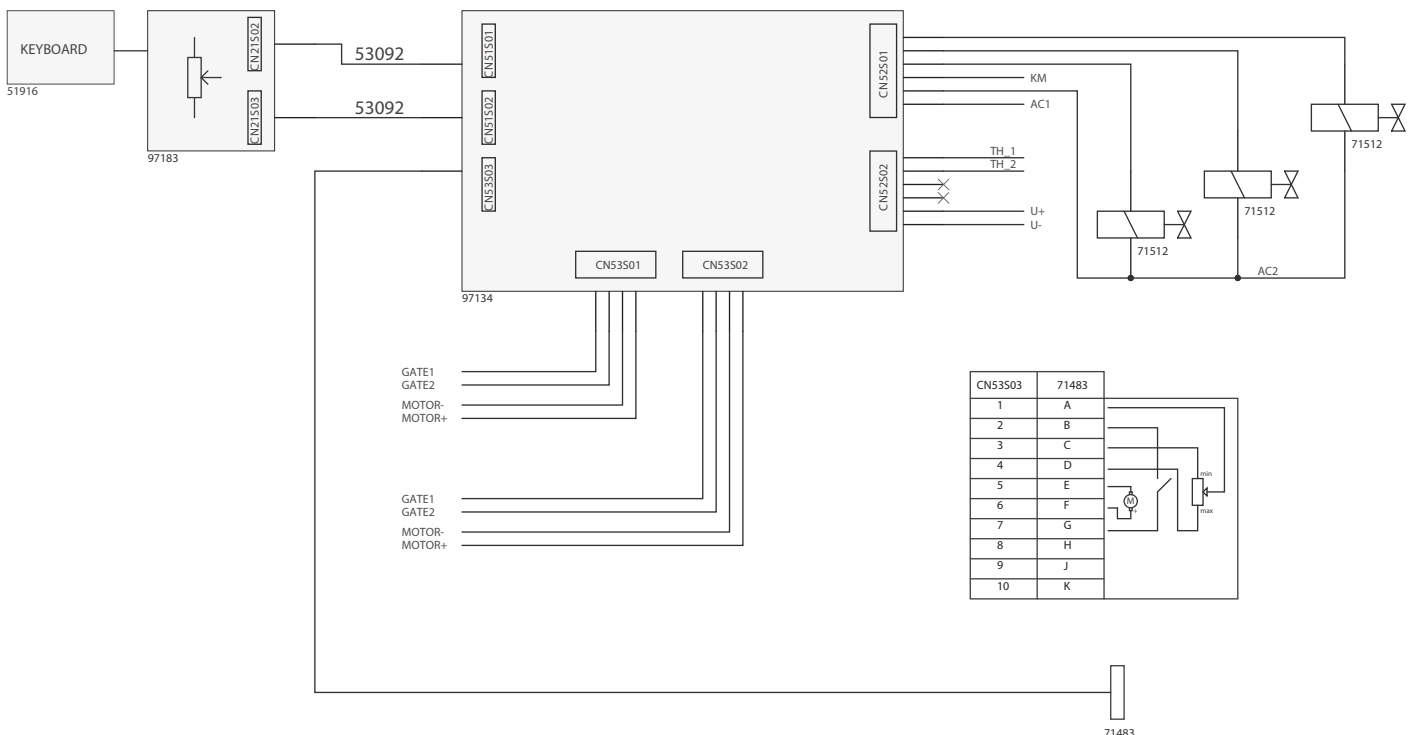 KEYBOARD
51916
CN21S02
CN21S03
97183
53092
53092
CN51S01
CN51S02
CN53S03
CN52S01
CN52S02
CN53S01
CN53S02
97134
KM
AC1
TH_1
TH_2
U+
U-
71512
71512
71512
AC2
GATE1
GATE2
MOTOR-
MOTOR+
GATE1
GATE2
MOTOR-
MOTOR+
CN53S03 71483
1 A
2 B
3 C
4 D
5 E
6 F
7 G
8 H
9 J
10 K
M
+
min
max
71483